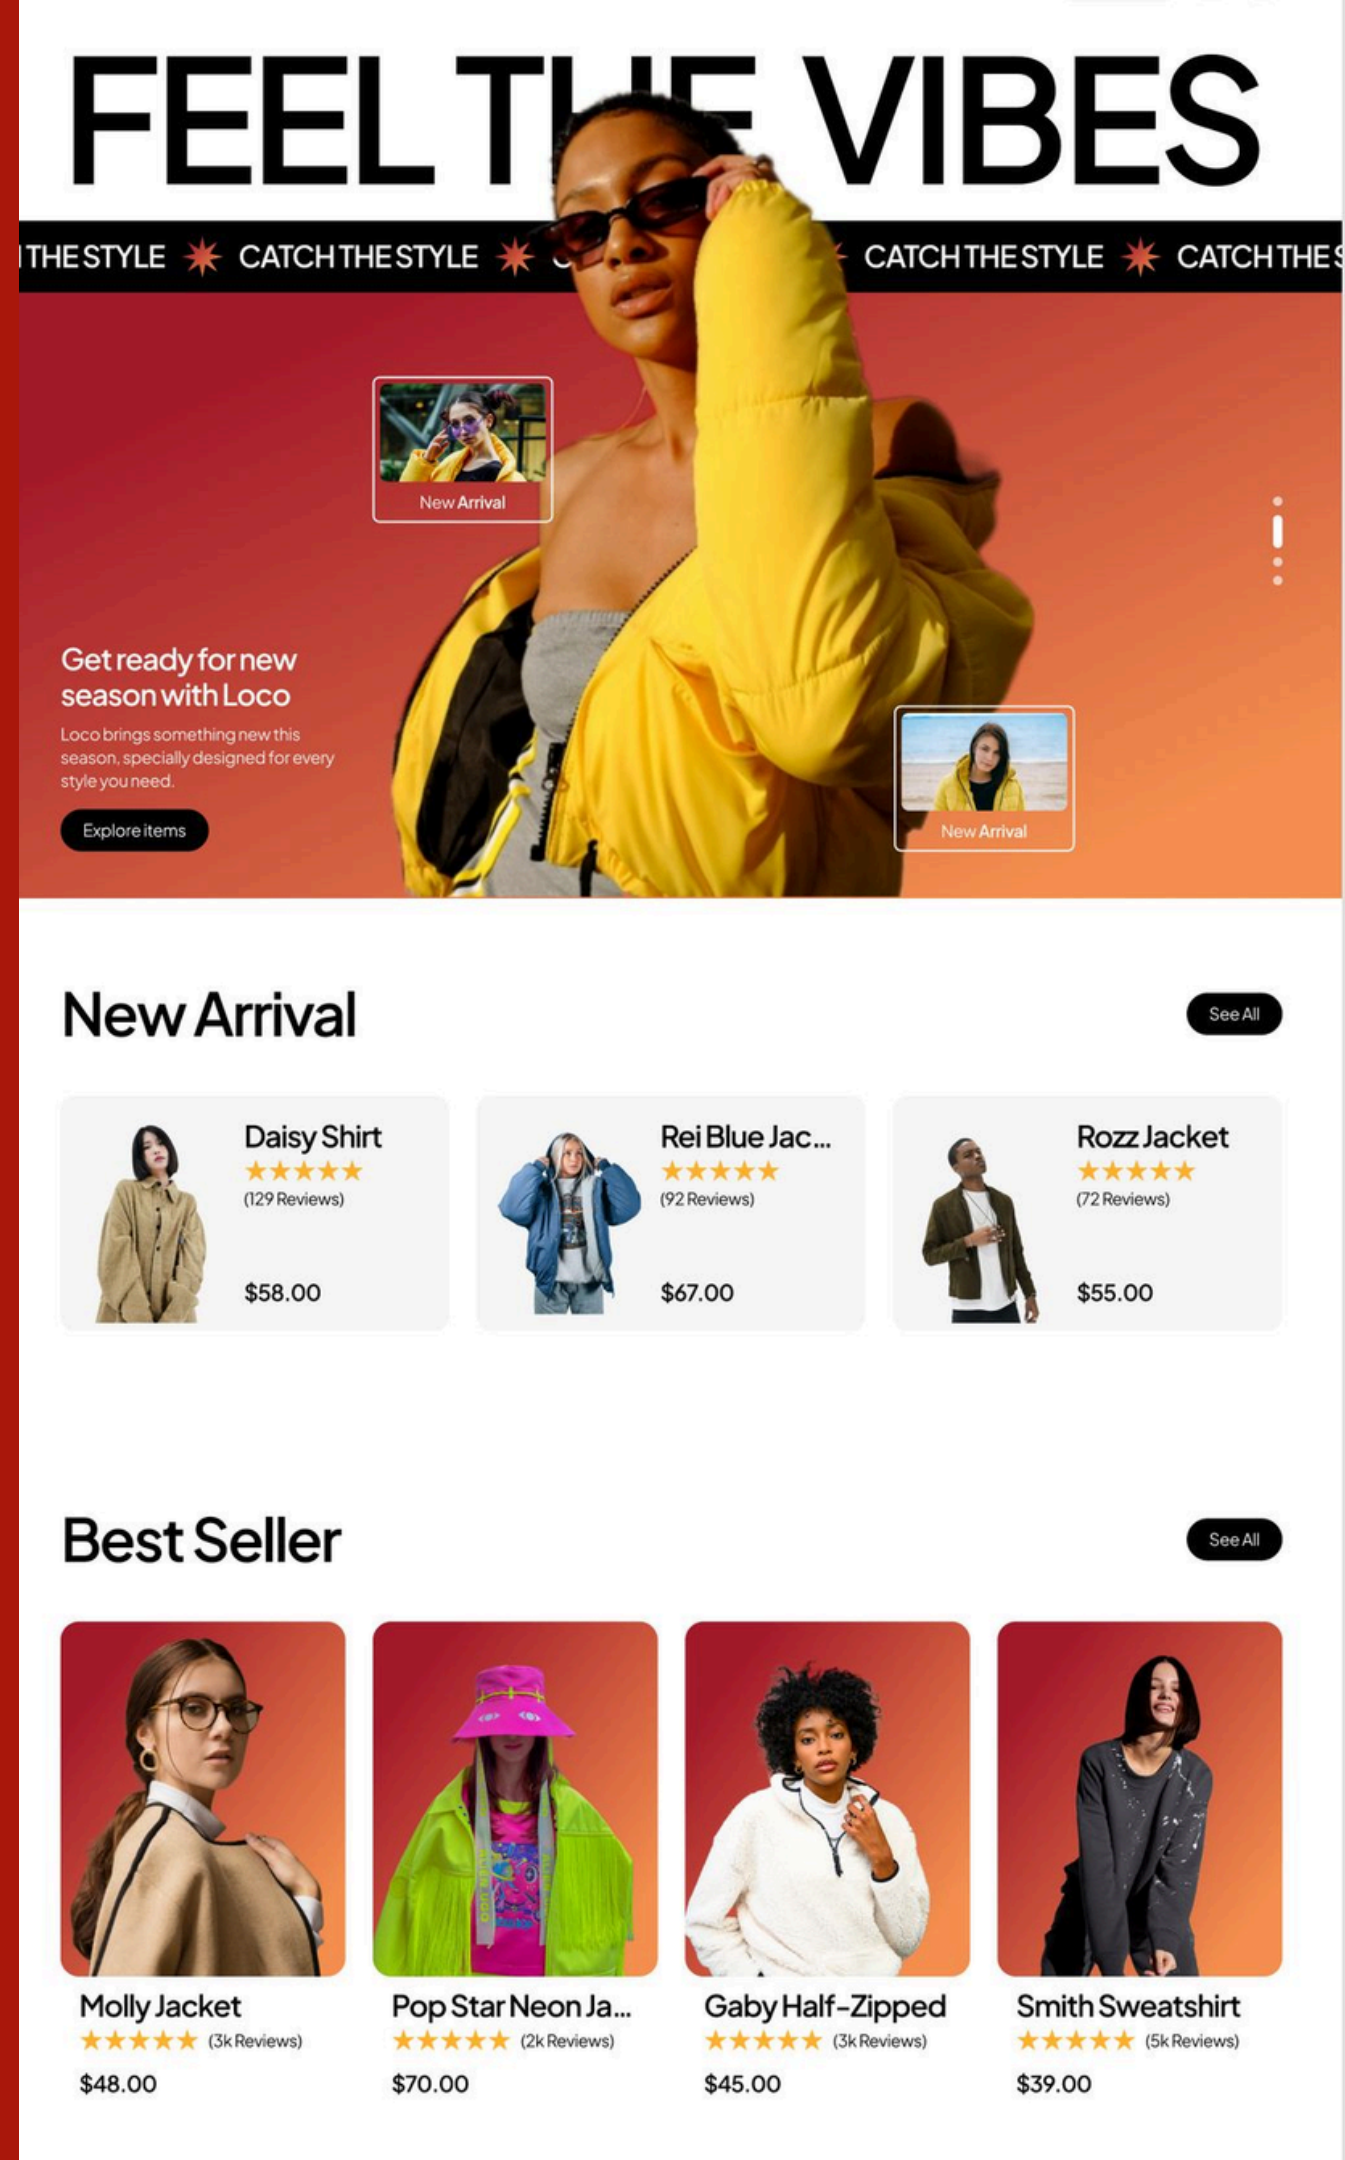 FEEL THE VIBES
THE STYLE CATCH THE STYLE CATCH THE STYLE CATCH THE S
New Arrival
Get ready for new
season with Loco
Loco brings something new this
season, specially designed for every
style you need.
Explore items
New Arrival
New Arrival
See All
Daisy Shirt
(129 Reviews)
$58.00
Rei Blue Jac...
(92 Reviews)
$67.00
Rozz Jacket
(72 Reviews)
$55.00
Best Seller
See All
Molly Jacket
(3k Reviews)
$48.00
Pop Star Neon Ja...
(2k Reviews)
$70.00
Gaby Half-Zipped
(3k Reviews)
$45.00
Smith Sweatshirt
(5k Reviews)
$39.00